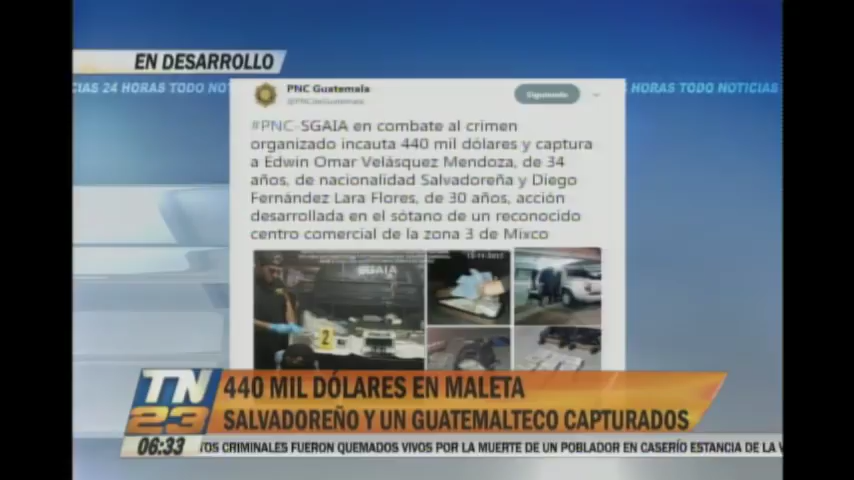 EN DESARROLLO
CIAS 24 HORAS TODO NOT
HORAS TODO NOTICIAS
PNC Guatemala
@PNCdeGuatemala
Siguiendo
#PNC-SGAIA en combate al crimen
organizado incauta 440 mil dólares y captura
a Edwin Omar Velásquez Mendoza, de 34
años, de nacionalidad Salvadoreña y Diego
Fernández Lara Flores, de 30 años, acción
desarrollada en el sótano de un reconocido
centro comercial de la zona 3 de Mixco
SGAIA
2
TN
23
440 MIL DÓLARES EN MALETA
SALVADOREÑO Y UN GUATEMALTECO CAPTURADOS
06:33
TOS CRIMINALES FUERON QUEMADOS VIVOS POR LA MUERTE DE UN POBLADOR EN CASERÍO ESTANCIA DE LA V